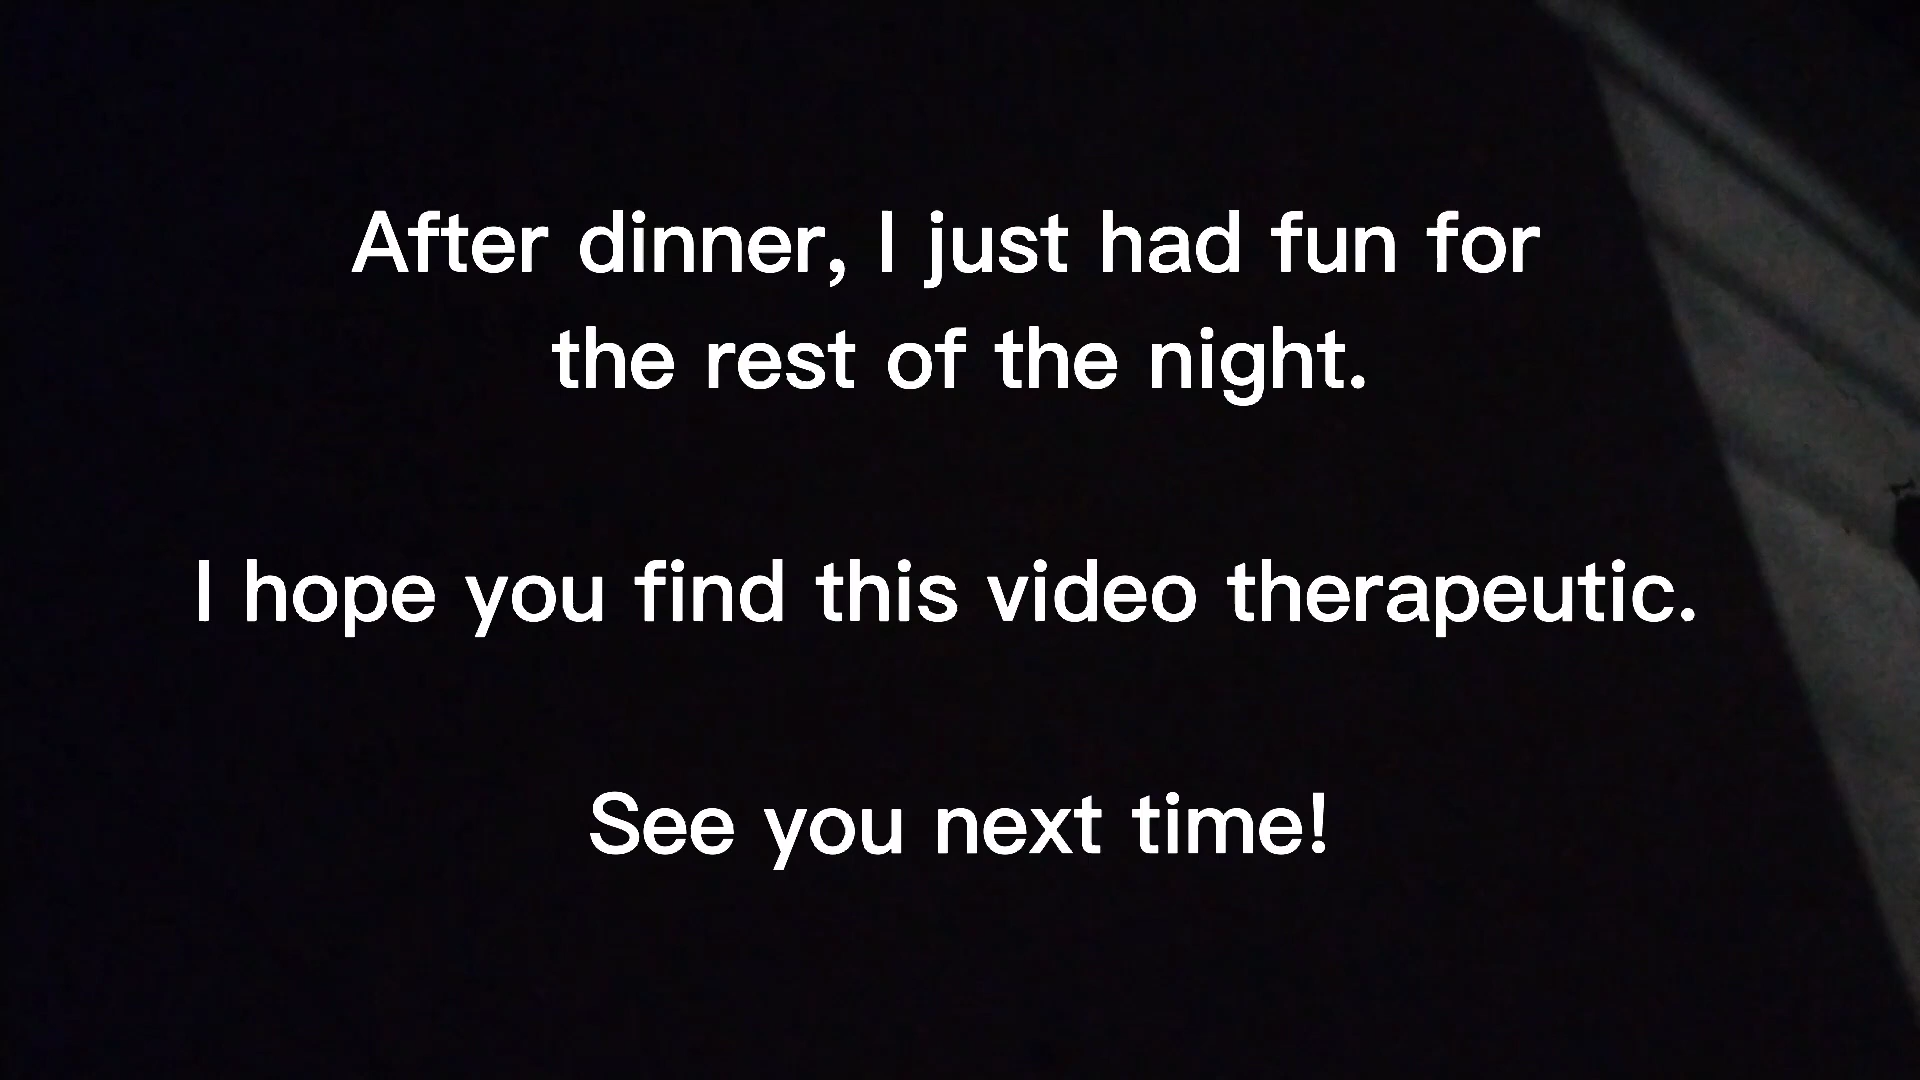 After dinner, I just had fun for
the rest of the night.
I hope you find this video therapeutic.
See you next time!